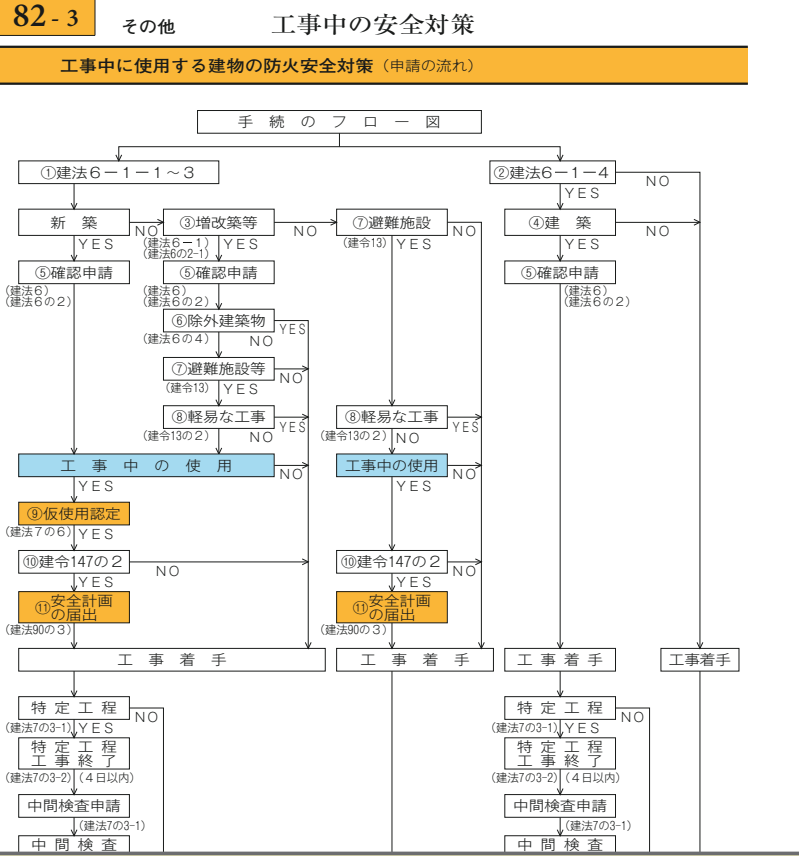 82-3 その他 工事中の安全対策
工事中に使用する建物の防火安全対策（申請の流れ）
手続のフロー図
①建法6－1－1～3 ②建法6－1－4
NO
YES
新築 ③増改築等 ⑦避難施設 ④建築
NO NO NO NO
YES (建法6－1) YES (建令13) YES YES
(建法6の2-1)
⑤確認申請 ⑤確認申請 ⑤確認申請
(建法6) (建法6) (建法6)
(建法6の2) (建法6の2) (建法6の2)
⑥除外建築物 YES
(建法6の4) NO
⑦避難施設等 NO
(建令13) YES
⑧軽易な工事 YES ⑧軽易な工事 YES
(建令13の2) NO (建令13の2) NO
工事中の使用 NO 工事中の使用 NO
YES YES
⑨仮使用認定
(建法7の6) YES
⑩建令147の2 NO ⑩建令147の2 NO
YES YES
⑪安全計画の届出 ⑪安全計画の届出
(建法90の3) (建法90の3)
工事着手 工事着手 工事着手 工事着手
特定工程 NO 特定工程 NO
(建法7の3-1) YES (建法7の3-1) YES
特定工程 特定工程
工事終了 工事終了
(建法7の3-2) (4日以内) (建法7の3-2) (4日以内)
中間検査申請 中間検査申請
(建法7の3-1) (建法7の3-1)
中間検査 中間検査